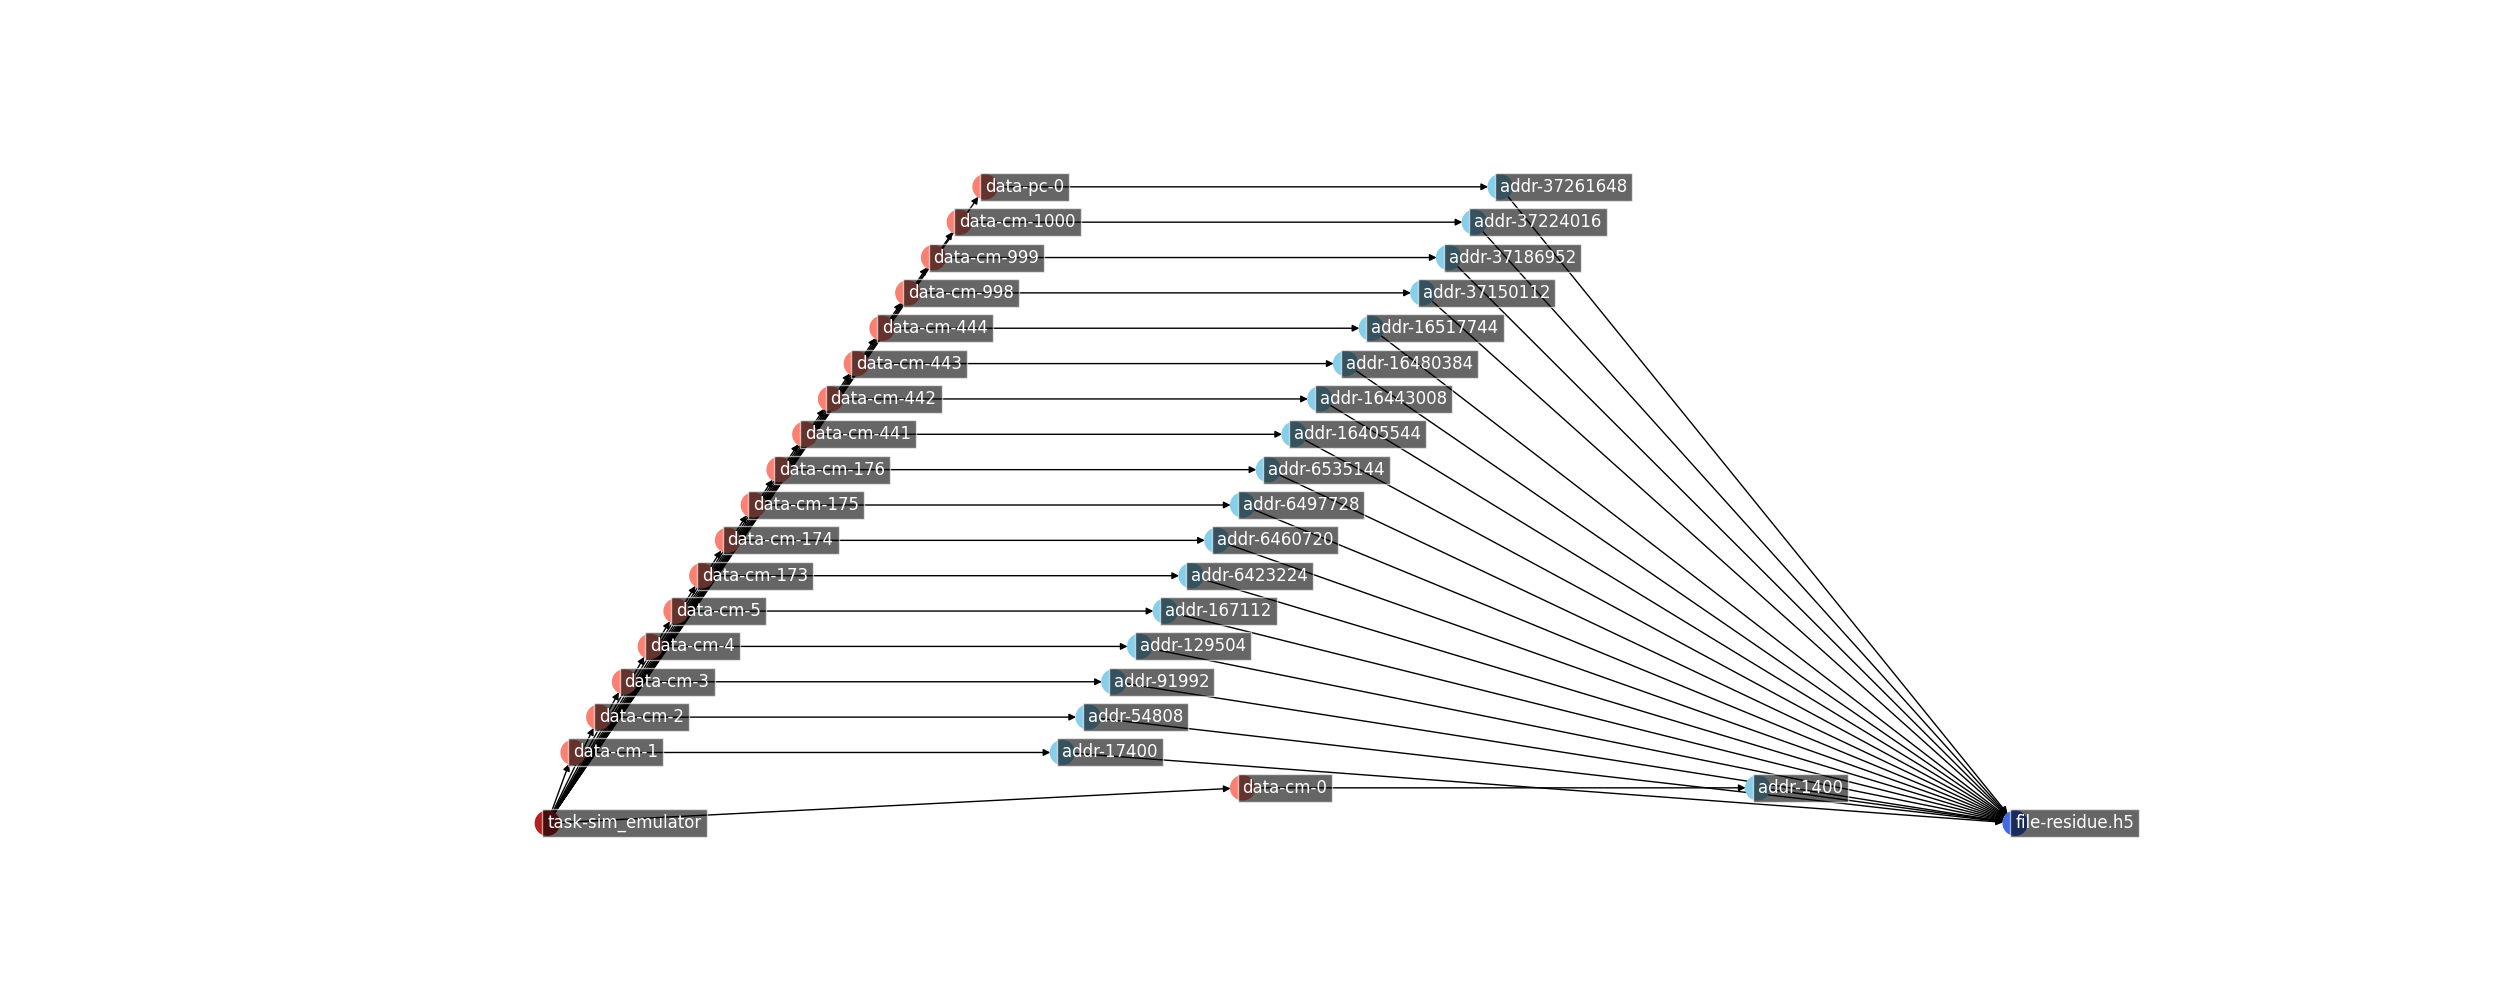 data-pc-0 addr-37261648
data-cm-1000 addr-37224016
data-cm-999 addr-37186952
data-cm-998 addr-37150112
data-cm-444 addr-16517744
data-cm-443 addr-16480384
data-cm-442 addr-16443008
data-cm-441 addr-16405544
data-cm-176 addr-6535144
data-cm-175 addr-6497728
data-cm-174 addr-6460720
data-cm-173 addr-6423224
data-cm-5 addr-167112
data-cm-4 addr-129504
data-cm-3 addr-91992
data-cm-2 addr-54808
data-cm-1 addr-17400
data-cm-0 addr-1400
task-sim_emulator file-residue.h5